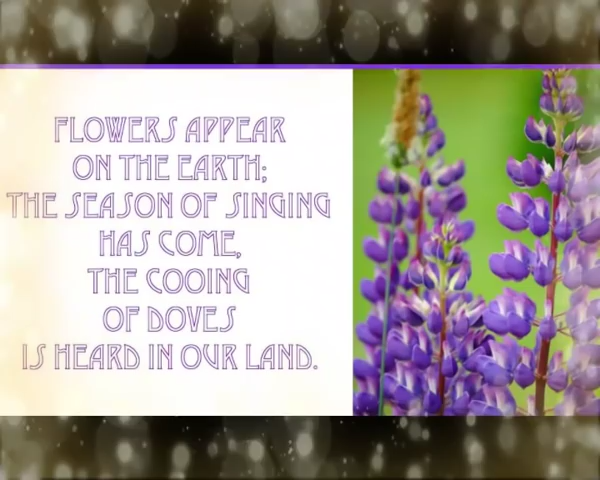 FLOWERS APPEAR
ON THE EARTH;
THE SEASON OF SINGING
HAS COME,
THE COOING
OF DOVES
IS HEARD IN OUR LAND.